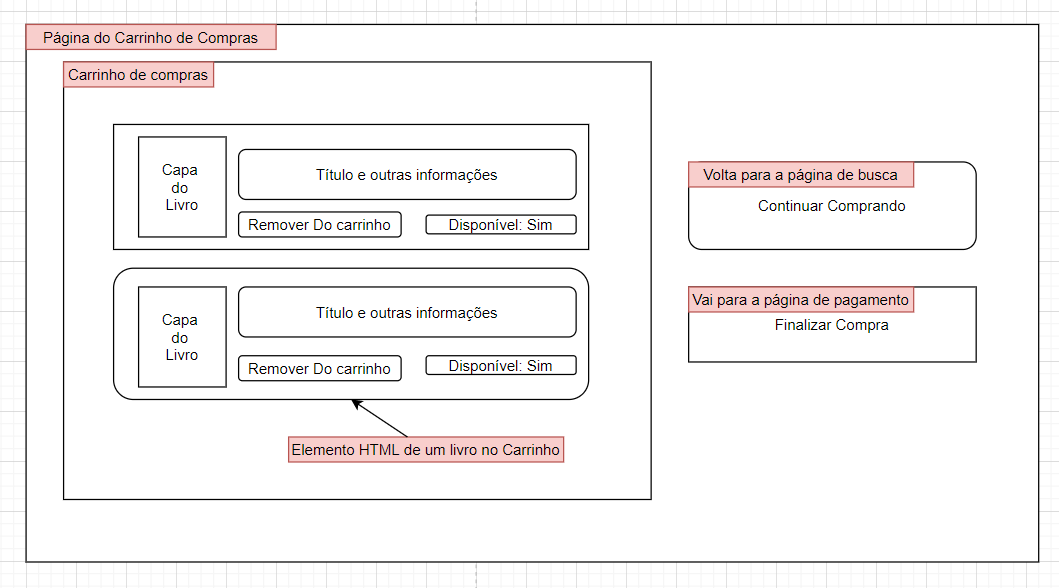 Página do Carrinho de Compras
Carrinho de compras
Capa
do
Livro
Título e outras informações
Remover Do carrinho
Disponível: Sim
Capa
do
Livro
Título e outras informações
Remover Do carrinho
Disponível: Sim
Elemento HTML de um livro no Carrinho
Volta para a página de busca
Continuar Comprando
Vai para a página de pagamento
Finalizar Compra